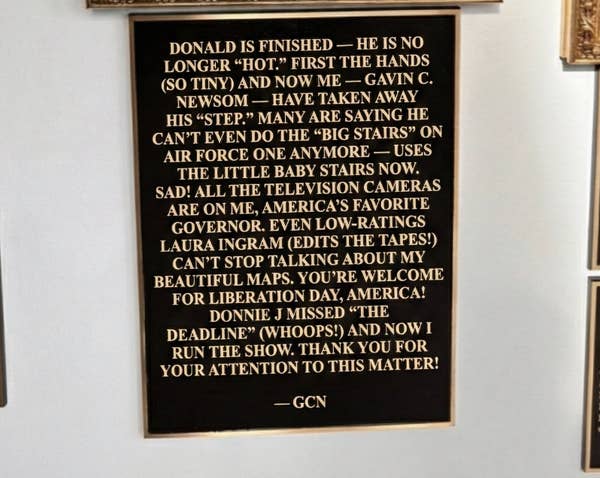 DONALD IS FINISHED — HE IS NO
LONGER “HOT.” FIRST THE HANDS
(SO TINY) AND NOW ME — GAVIN C.
NEWSOM — HAVE TAKEN AWAY
HIS “STEP.” MANY ARE SAYING HE
CAN’T EVEN DO THE “BIG STAIRS” ON
AIR FORCE ONE ANYMORE — USES
THE LITTLE BABY STAIRS NOW.
SAD! ALL THE TELEVISION CAMERAS
ARE ON ME, AMERICA’S FAVORITE
GOVERNOR. EVEN LOW-RATINGS
LAURA INGRAM (EDITS THE TAPES!)
CAN’T STOP TALKING ABOUT MY
BEAUTIFUL MAPS. YOU’RE WELCOME
FOR LIBERATION DAY, AMERICA!
DONNIE J MISSED “THE
DEADLINE” (WHOOPS!) AND NOW I
RUN THE SHOW. THANK YOU FOR
YOUR ATTENTION TO THIS MATTER!
— GCN